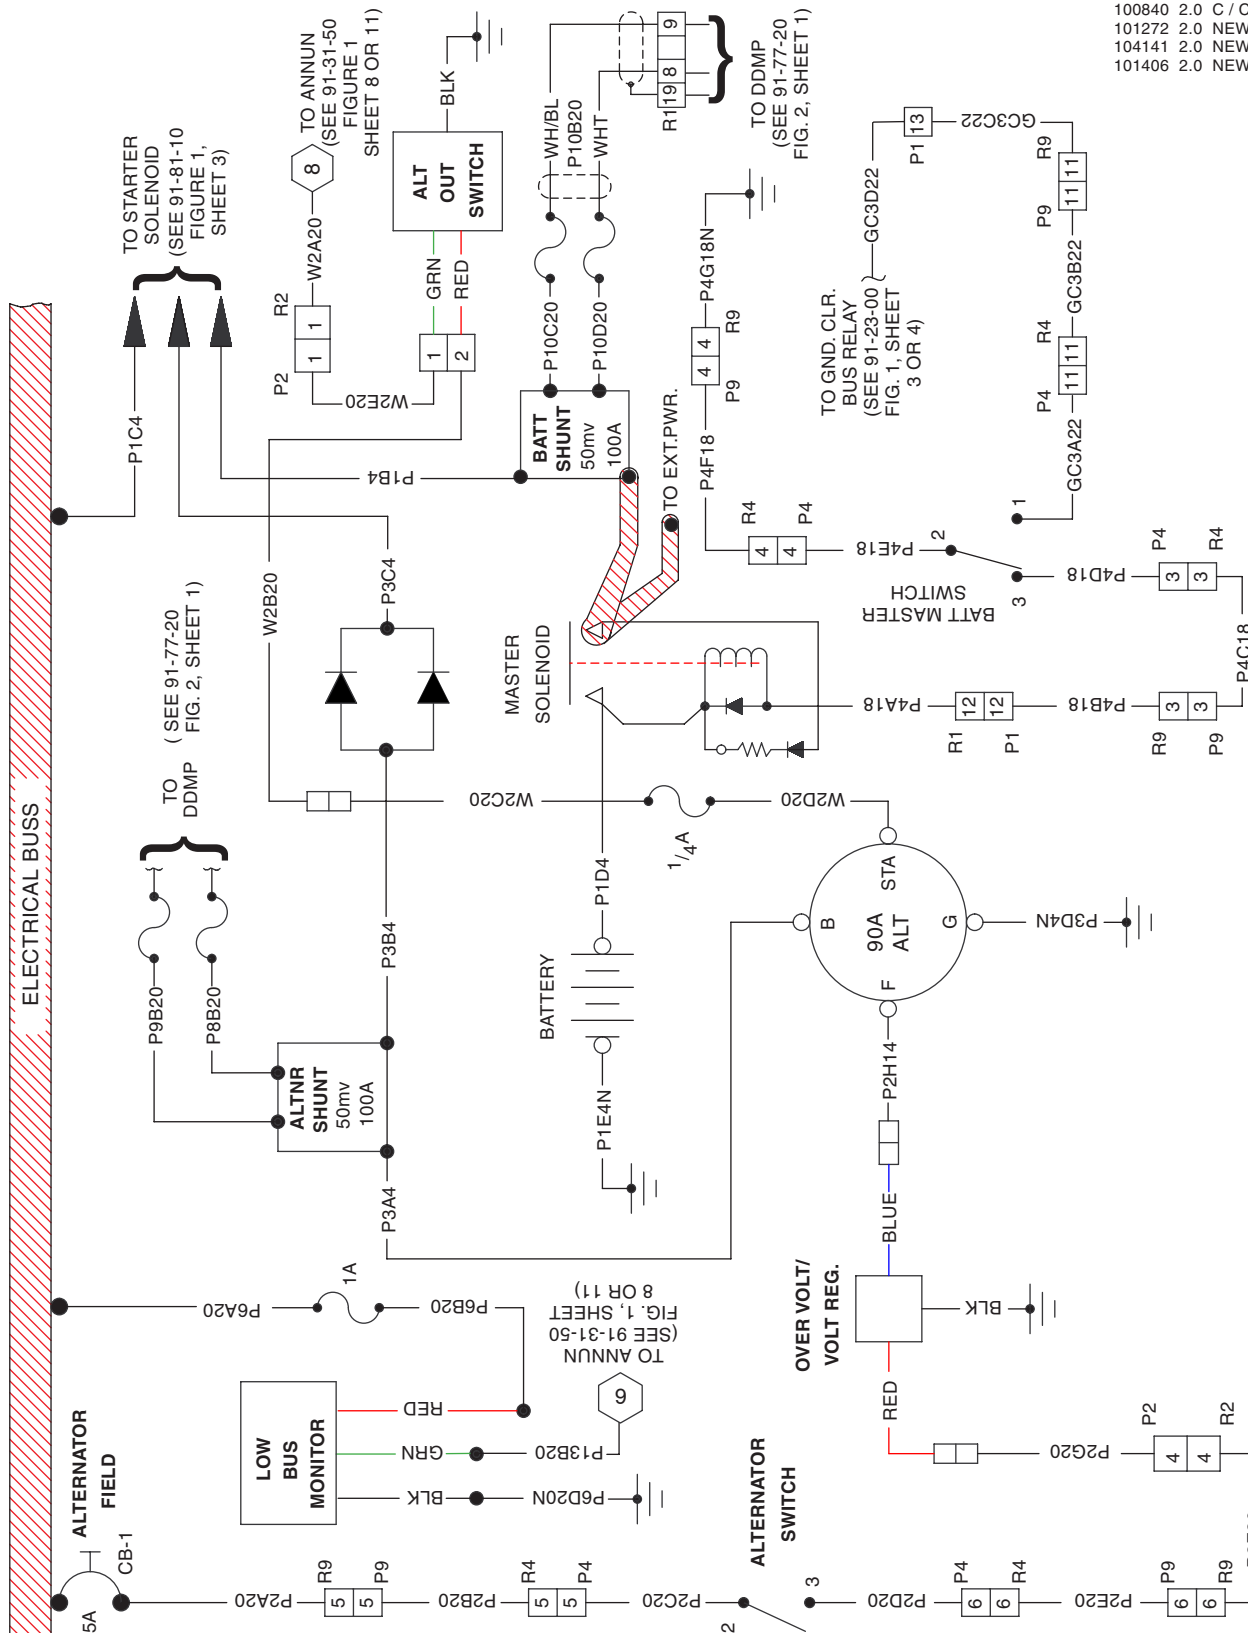 100840 2.0 C / O
101272 2.0 NEW
104141 2.0 NEW
101406 2.0 NEW
ELECTRICAL BUSS
TO STARTER
SOLENOID
(SEE 91-81-10
FIGURE 1,
SHEET 3)
P1C4
TO ANNUN
(SEE 91-31-50
FIGURE 1
SHEET 8 OR 11)
8
W2A20
R2
1 1
P2
W2E20
ALT
OUT
SWITCH
BLK
GRN
RED
1
2
WH/BL
P10B20
WHT
9
8
19
R1
TO DDMP
(SEE 91-77-20
FIG. 2, SHEET 1)
P10C20
P10D20
BATT
SHUNT
50mv
100A
P1B4
TO EXT.PWR.
P4G18N
R9
4 4
P9
P4F18
R4
4
4
P4
P4E18
TO GND. CLR.
BUS RELAY
(SEE 91-23-00
FIG. 1, SHEET
3 OR 4)
GC3D22
P1
13
GC3C22
R9
11 11
P9
GC3B22
R4
11 11
P4
GC3A22
BATT MASTER
SWITCH
2
1
3
P4D18
P4
3
3
R4
P4C18
P9
3
3
R9
P4B18
P1
12
12
R1
P4A18
MASTER
SOLENOID
W2B20
P3C4
TO
DDMP
( SEE 91-77-20
FIG. 2, SHEET 1)
P9B20
P8B20
ALTNR
SHUNT
50mv
100A
P3B4
P3A4
W2C20
1/4A
W2D20
P1D4
BATTERY
P1E4N
90A
ALT
B
STA
G
F
P3D4N
P2H14
BLUE
OVER VOLT/
VOLT REG.
BLK
RED
P2G20
P2
4
4
R2
P6A20
1A
P6B20
TO ANNUN
(SEE 91-31-50
FIG. 1, SHEET
8 OR 11)
6
LOW
BUS
MONITOR
RED
GRN
BLK
P13B20
P6D20N
ALTERNATOR
FIELD
CB-1
5A
P2A20
R9
5
5
P9
P2B20
R4
5
5
P4
P2C20
ALTERNATOR
SWITCH
2
3
P2D20
P4
6
6
R4
P2E20
P9
6
6
R9